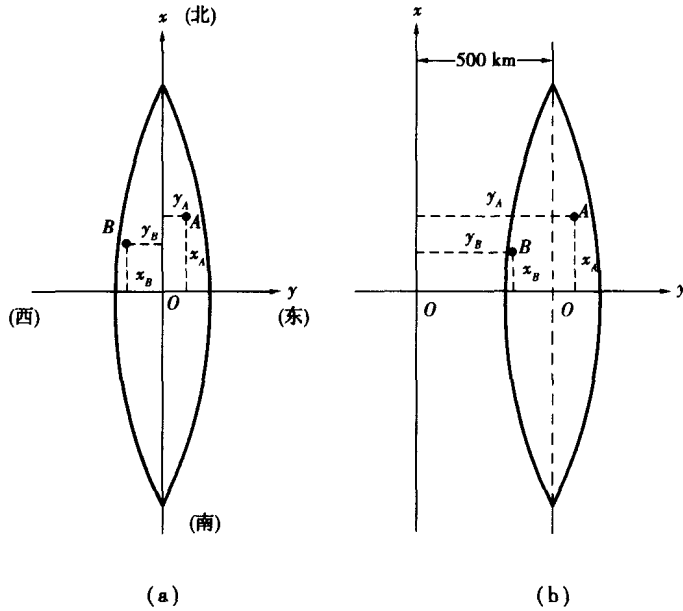 x (北)
y_A
A
B
y_B
x_A
x_B
(西)
O
y
(东)
(南)
(a)
x
500 km
y_A
A
y_B
B
x_B
x_A
O
O
y
(b)